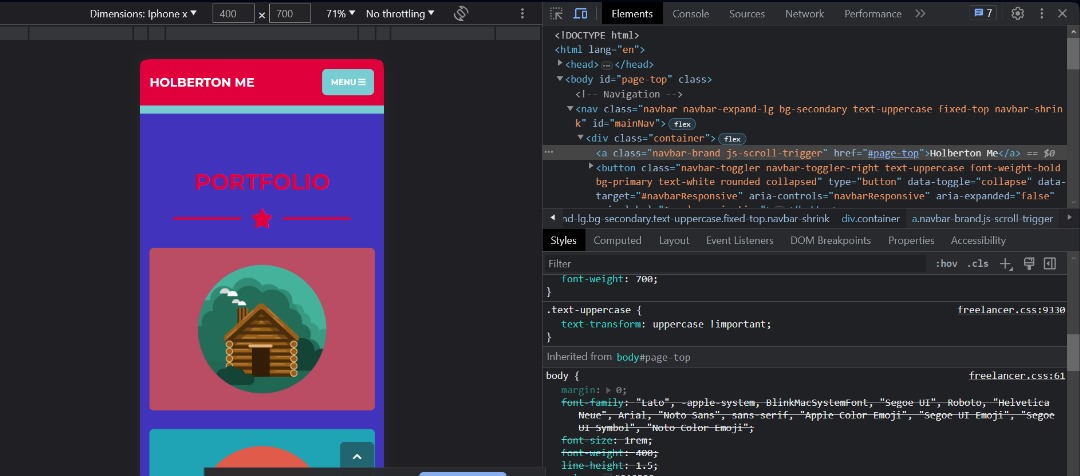 Dimensions: Iphone x ▼ 400 × 700 71% ▼ No throttling ▼
Elements Console Sources Network Performance >> 7
HOLBERTON ME
MENU
PORTFOLIO
<!DOCTYPE html>
<html lang="en">
<head> … </head>
<body id="page-top" class>
<!-- Navigation -->
<nav class="navbar navbar-expand-lg bg-secondary text-uppercase fixed-top navbar-shrin
k" id="mainNav"> flex
<div class="container"> flex
<a class="navbar-brand js-scroll-trigger" href="#page-top">Holberton Me</a> == $0
<button class="navbar-toggler navbar-toggler-right text-uppercase font-weight-bold
bg-primary text-white rounded collapsed" type="button" data-toggle="collapse" data-
target="#navbarResponsive" aria-controls="navbarResponsive" aria-expanded="false"
nd-lg.bg-secondary.text-uppercase.fixed-top.navbar-shrink div.container a.navbar-brand.js-scroll-trigger
Styles Computed Layout Event Listeners DOM Breakpoints Properties Accessibility
Filter :hov .cls
font-weight: 700;
}
.text-uppercase { freelancer.css:9330
text-transform: uppercase !important;
}
Inherited from body#page-top
body { freelancer.css:61
margin: 0;
font-family: "Lato", -apple-system, BlinkMacSystemFont, "Segoe UI", Roboto, "Helvetica
Neue", Arial, "Noto Sans", sans-serif, "Apple Color Emoji", "Segoe UI Emoji", "Segoe
UI Symbol", "Noto Color Emoji";
font-size: 1rem;
font-weight: 400;
line-height: 1.5;